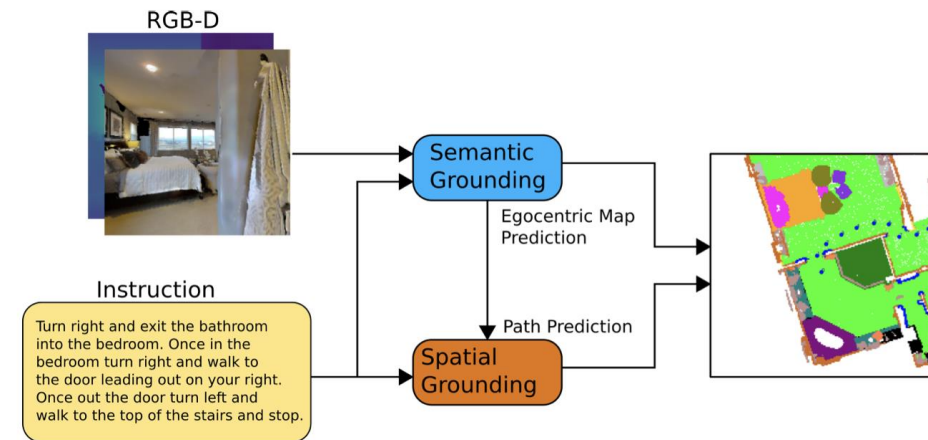 RGB-D
Semantic
Grounding
Egocentric Map
Prediction
Instruction
Turn right and exit the bathroom
into the bedroom. Once in the
bedroom turn right and walk to
the door leading out on your right.
Once out the door turn left and
walk to the top of the stairs and stop.
Path Prediction
Spatial
Grounding